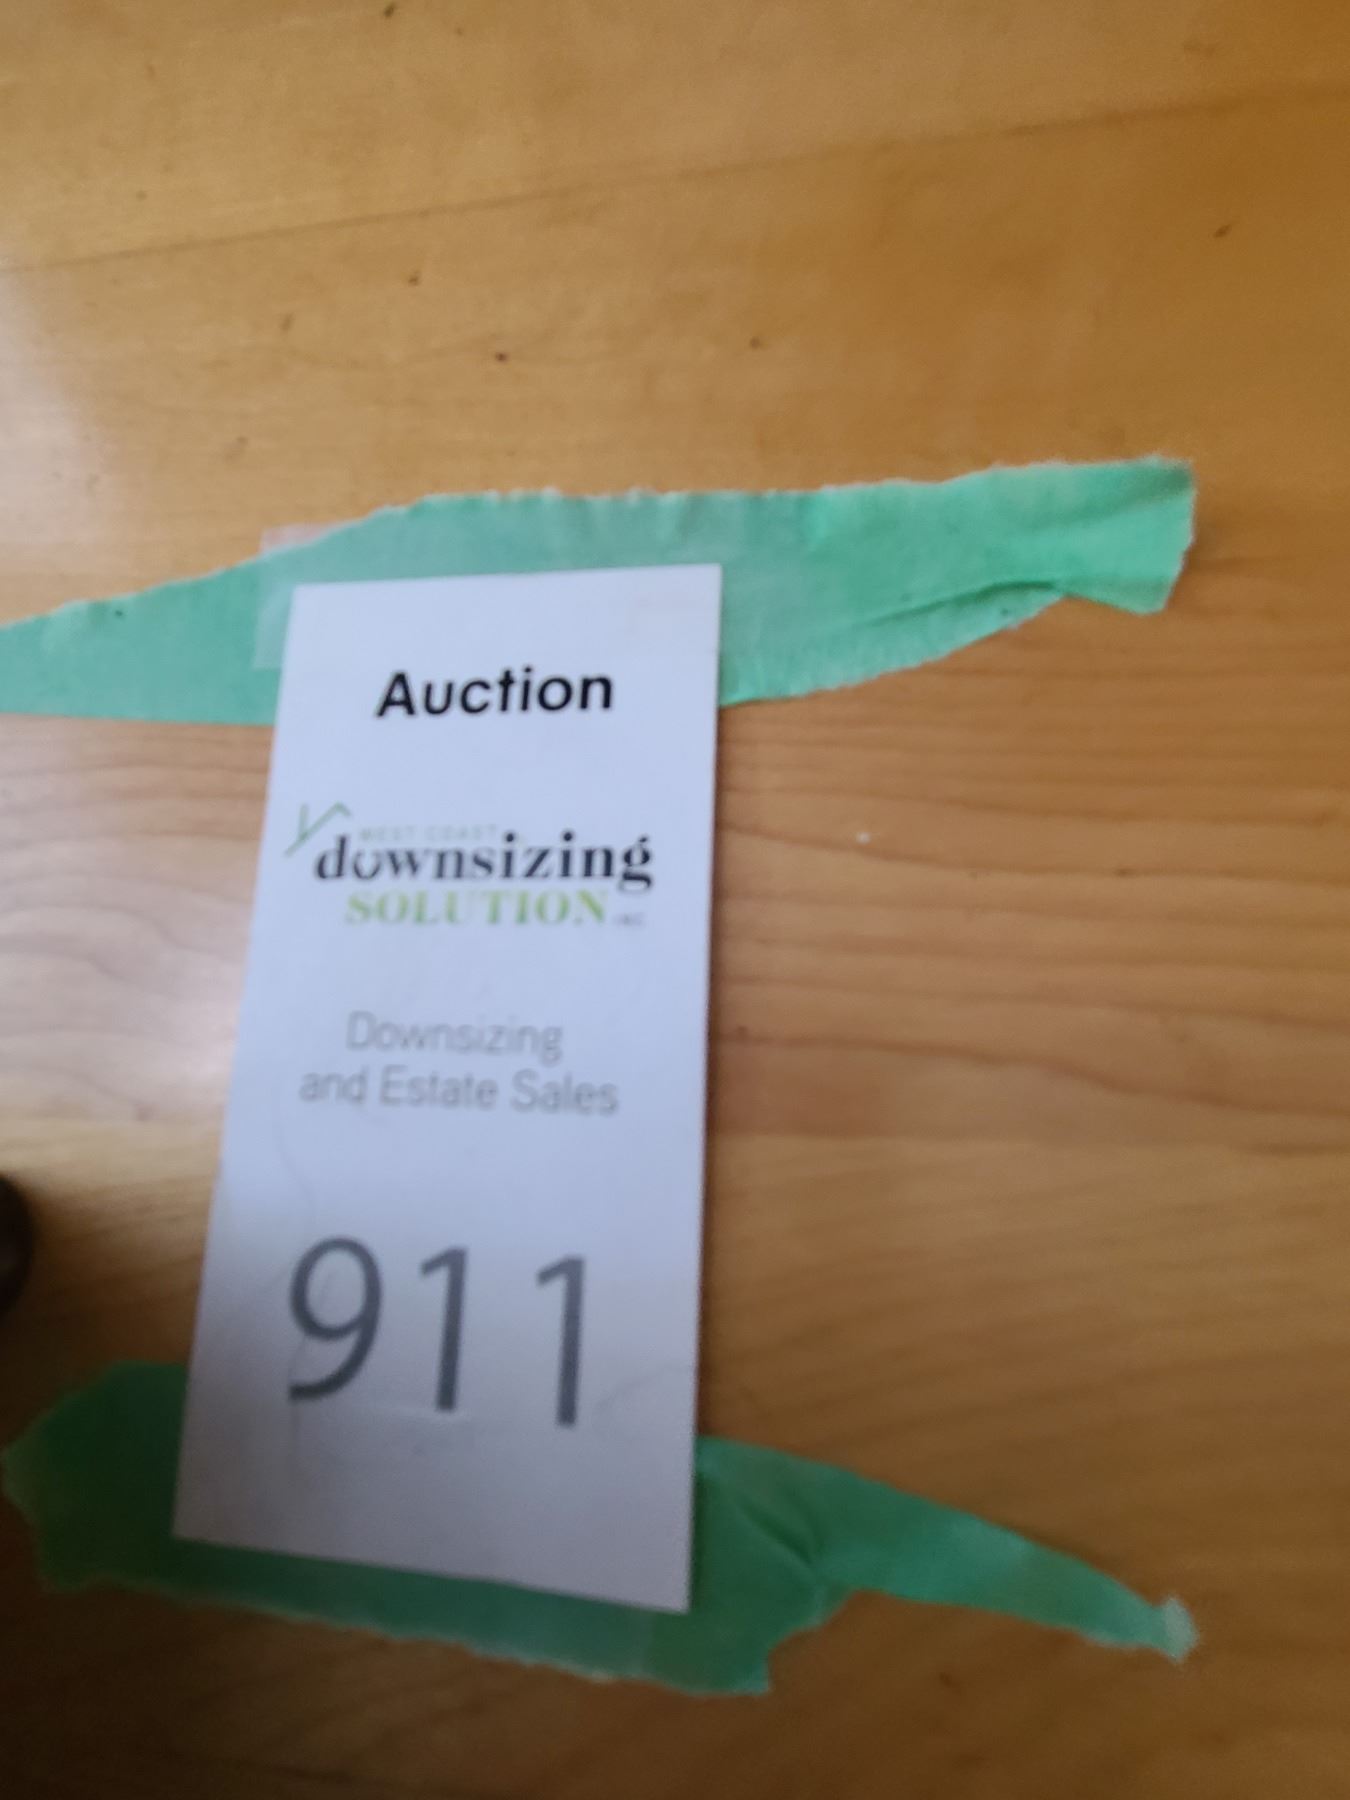 Auction
WEST COAST
downsizing
SOLUTION INC.
Downsizing
and Estate Sales
911